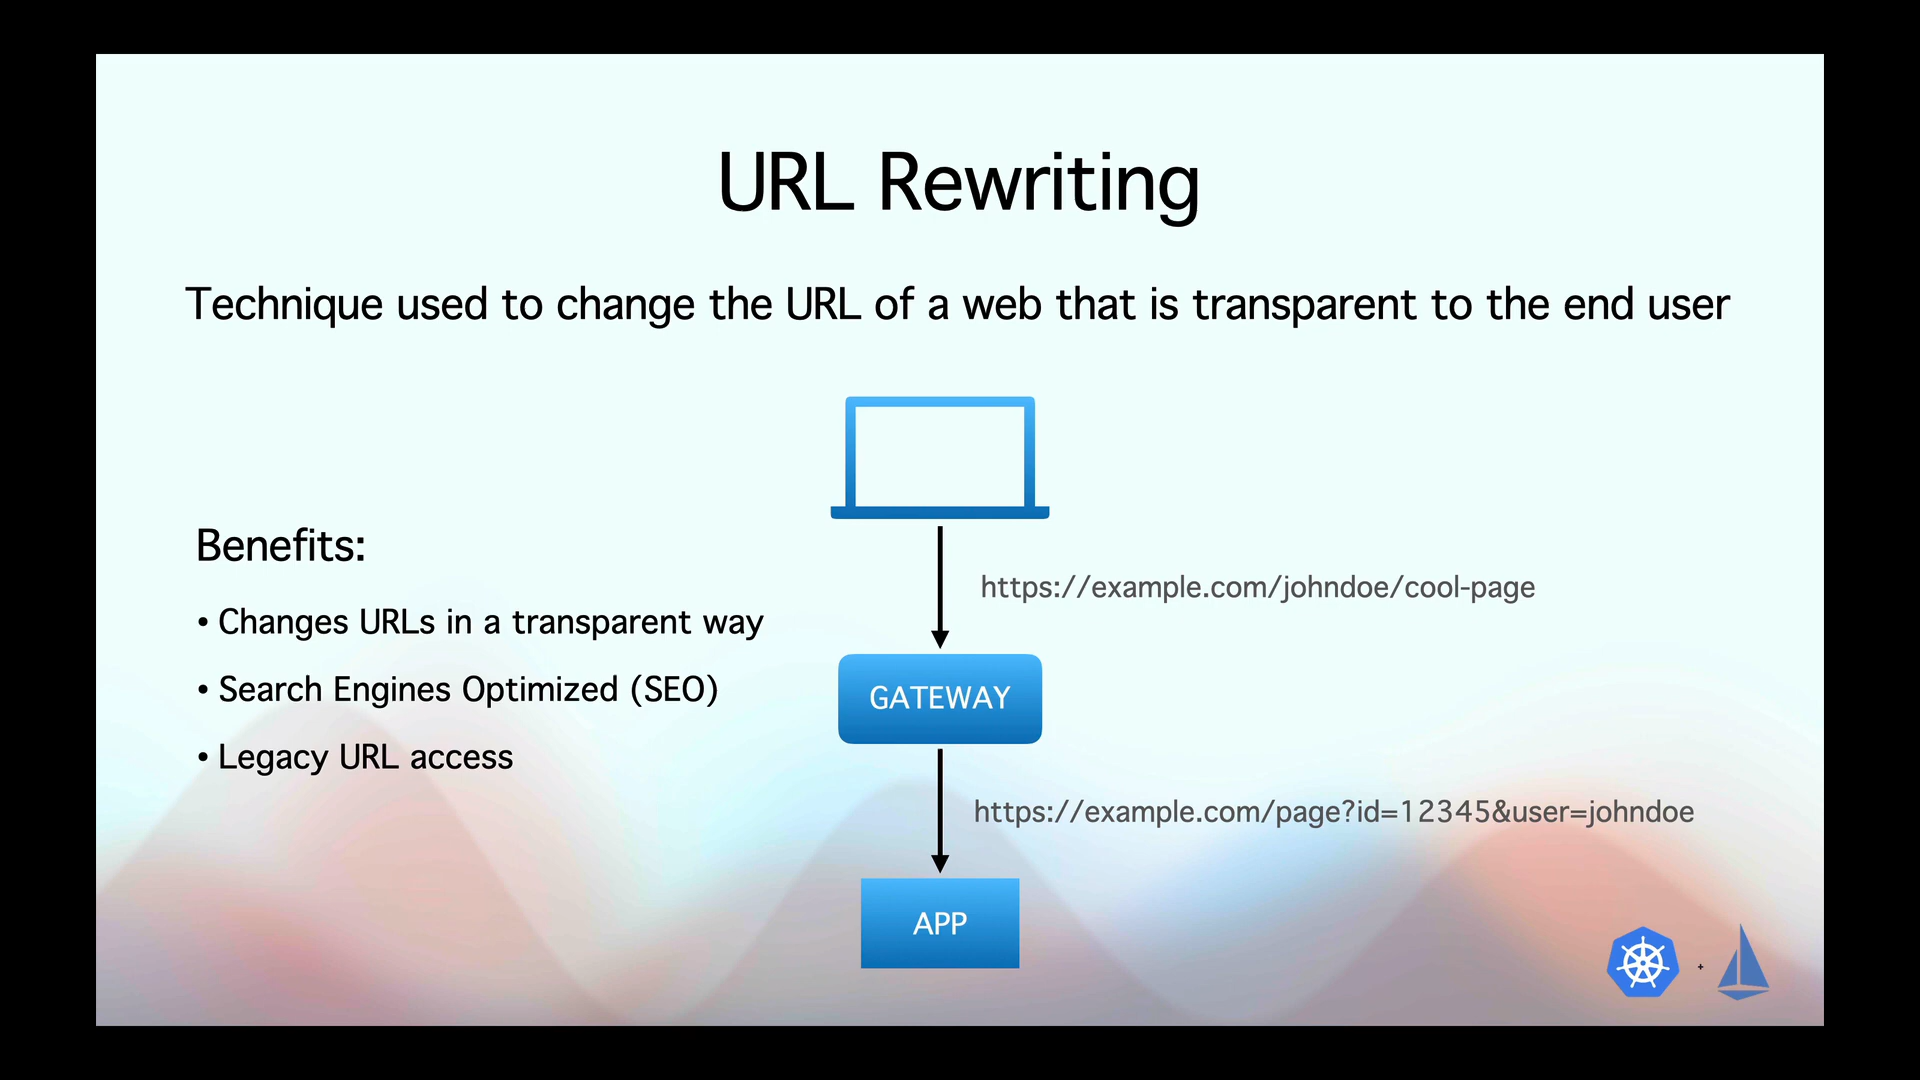 URL Rewriting
Technique used to change the URL of a web that is transparent to the end user
Benefits:
• Changes URLs in a transparent way
• Search Engines Optimized (SEO)
• Legacy URL access
https://example.com/johndoe/cool-page
GATEWAY
https://example.com/page?id=12345&user=johndoe
APP
+